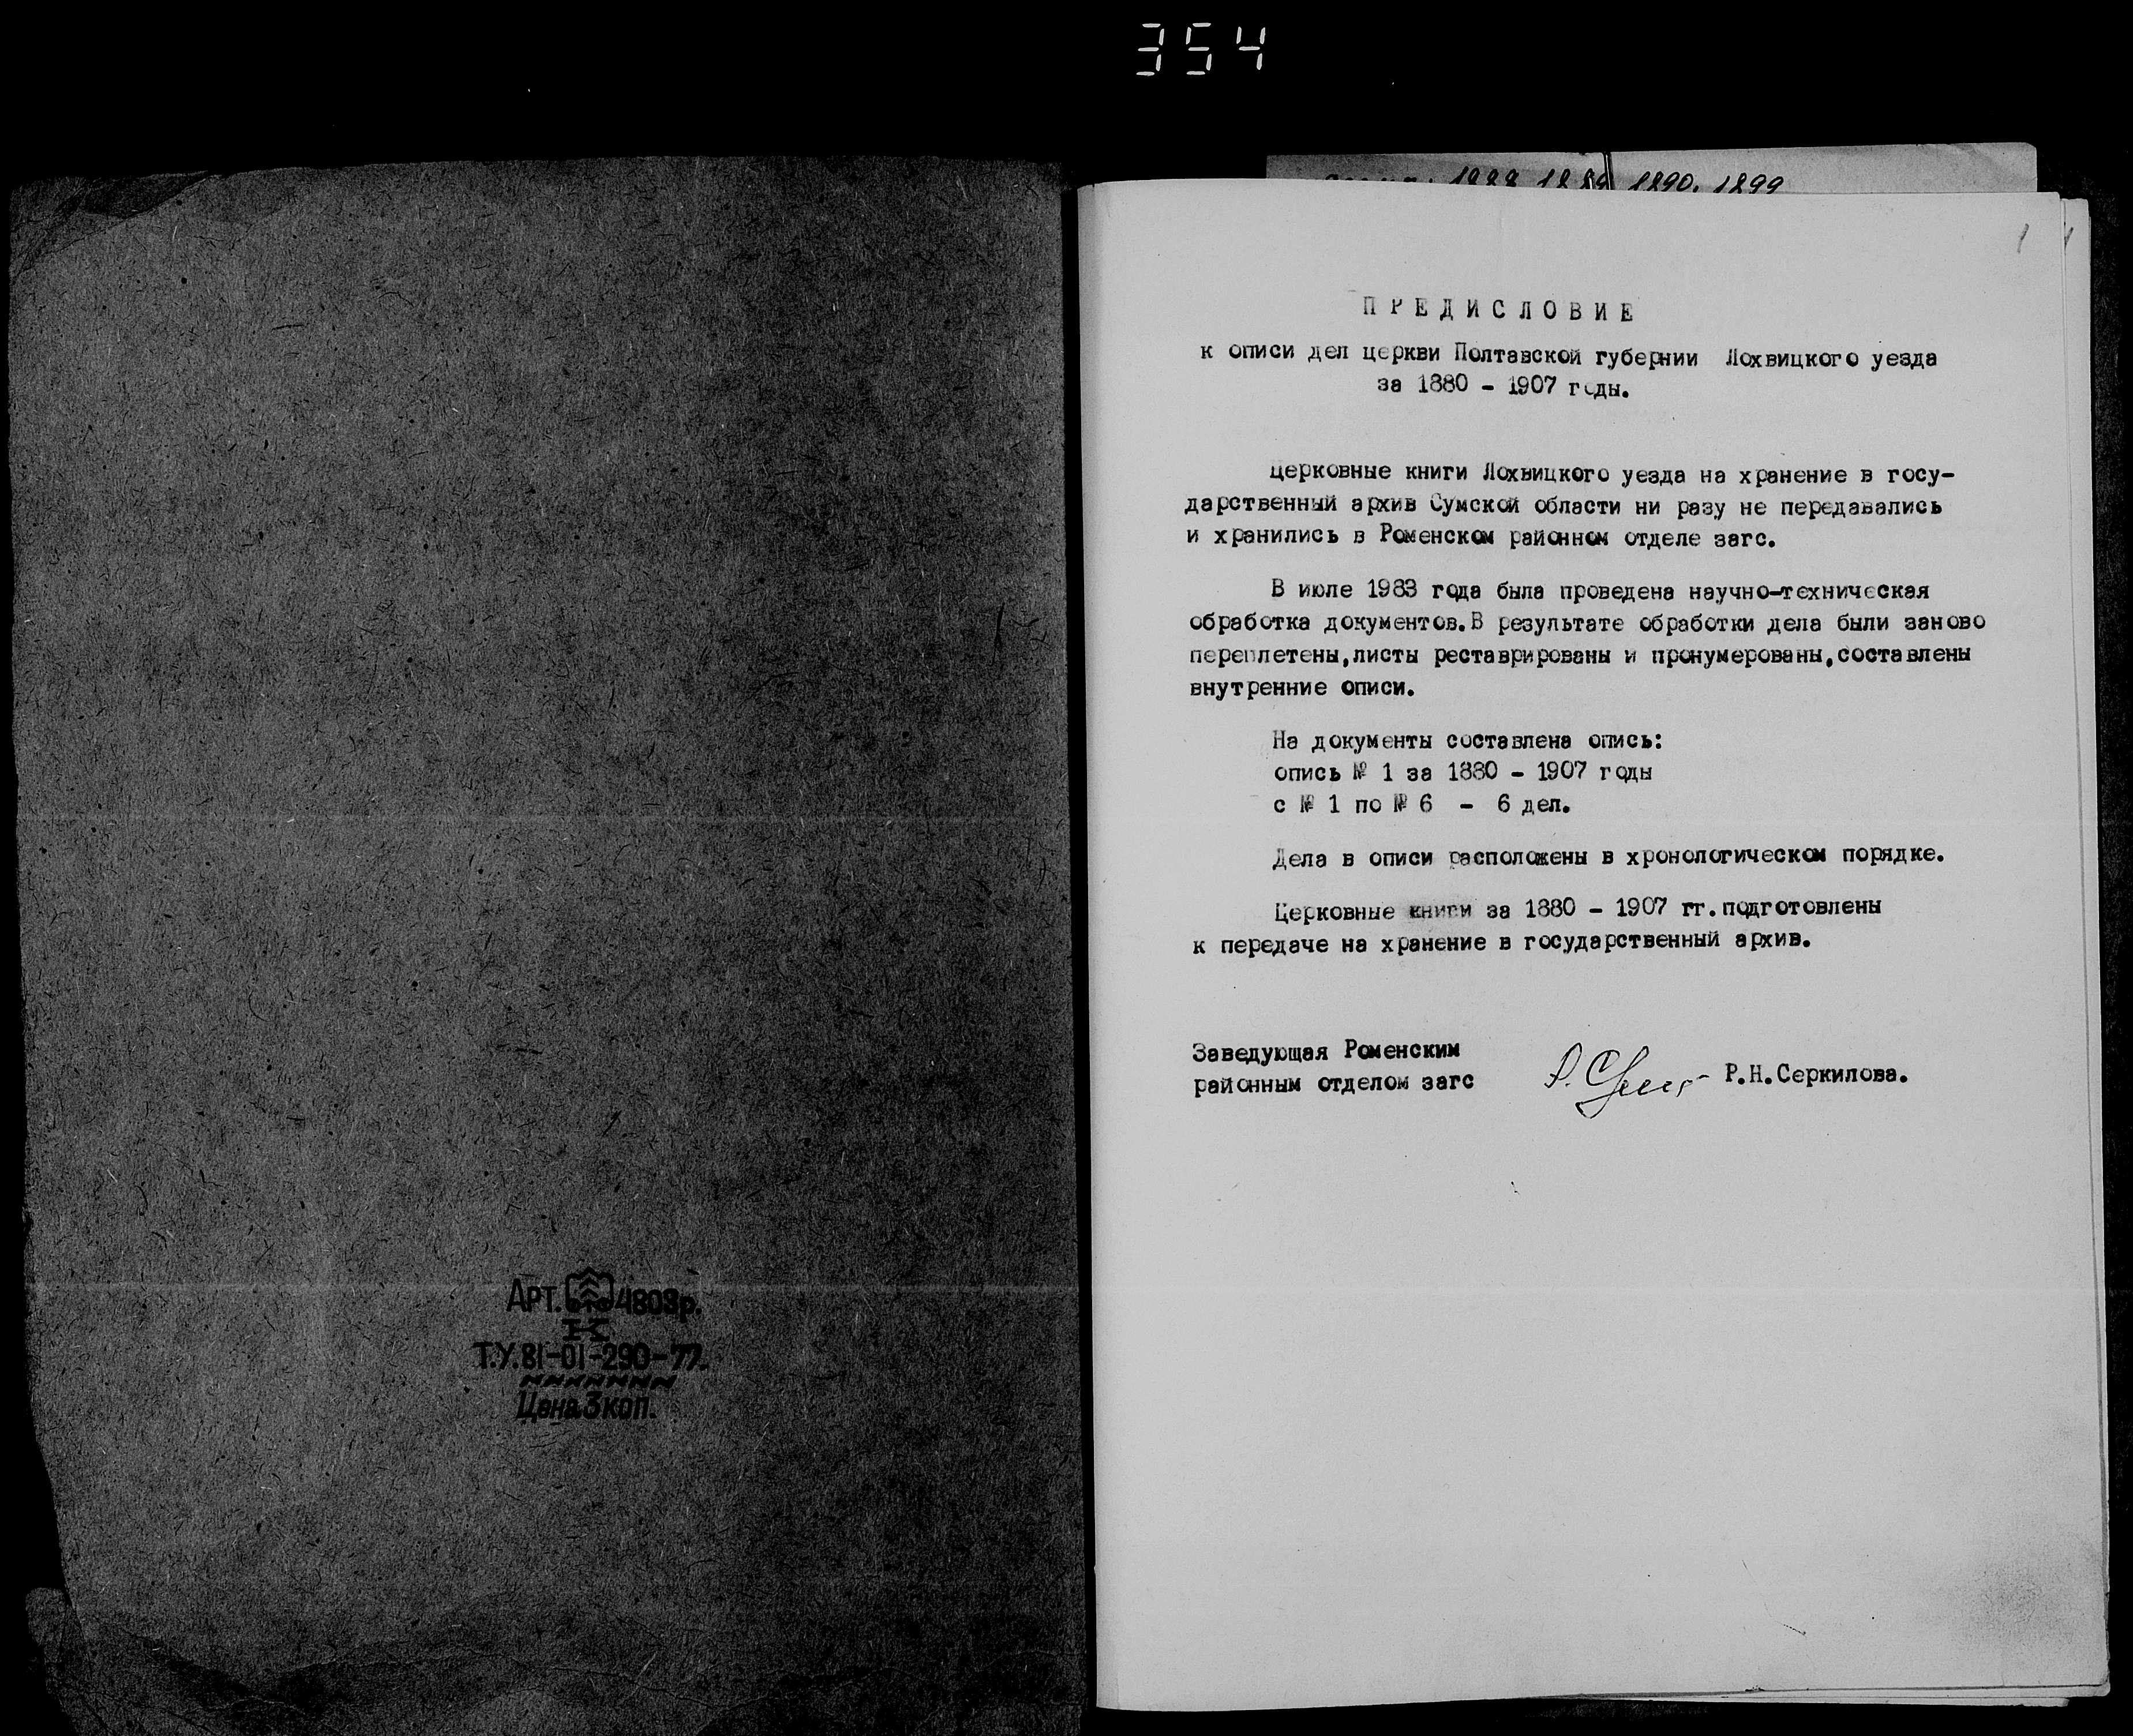 354
1888 1889 1890. 1899
1
ПРЕДИСЛОВИЕ
к описи дел церкви Полтавской губернии Лохвицкого уезда
за 1880 - 1907 годы.
Церковные книги Лохвицкого уезда на хранение в госу-
дарственный архив Сумской области ни разу не передавались
и хранились в Роменском районном отделе загс.
В июле 1983 года была проведена научно-техническая
обработка документов.В результате обработки дела были заново
переплетены,листы реставрированы и пронумерованы,составлены
внутренние описи.
На документы составлена опись:
опись № 1 за 1880 - 1907 годы
с № 1 по № 6 - 6 дел.
Дела в описи расположены в хронологическом порядке.
Церковные книги за 1880 - 1907 гг.подготовлены
к передаче на хранение в государственный архив.
Заведующая Роменским
районным отделом загс
Р.Н.Серкилова.
Арт. 4808р.
К
Т.У.81-01-290-77.
Цена 3 коп.